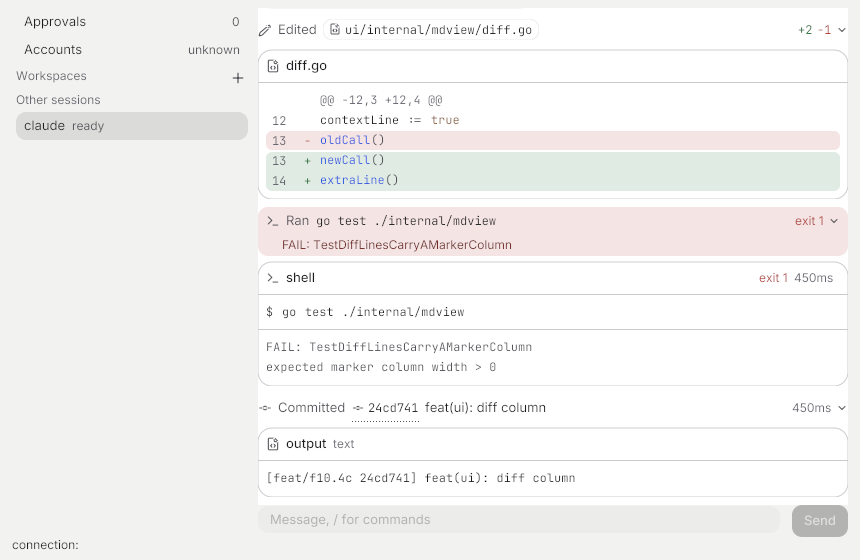 Approvals 0
Accounts unknown
Workspaces +
Other sessions
claude ready
connection:
Edited ui/internal/mdview/diff.go +2 -1
diff.go
@@ -12,3 +12,4 @@
12 contextLine := true
13 - oldCall()
13 + newCall()
14 + extraLine()
Ran go test ./internal/mdview exit 1
FAIL: TestDiffLinesCarryAMarkerColumn
shell exit 1 450ms
$ go test ./internal/mdview
FAIL: TestDiffLinesCarryAMarkerColumn
expected marker column width > 0
Committed 24cd741 feat(ui): diff column 450ms
output text
[feat/f10.4c 24cd741] feat(ui): diff column
Message, / for commands Send